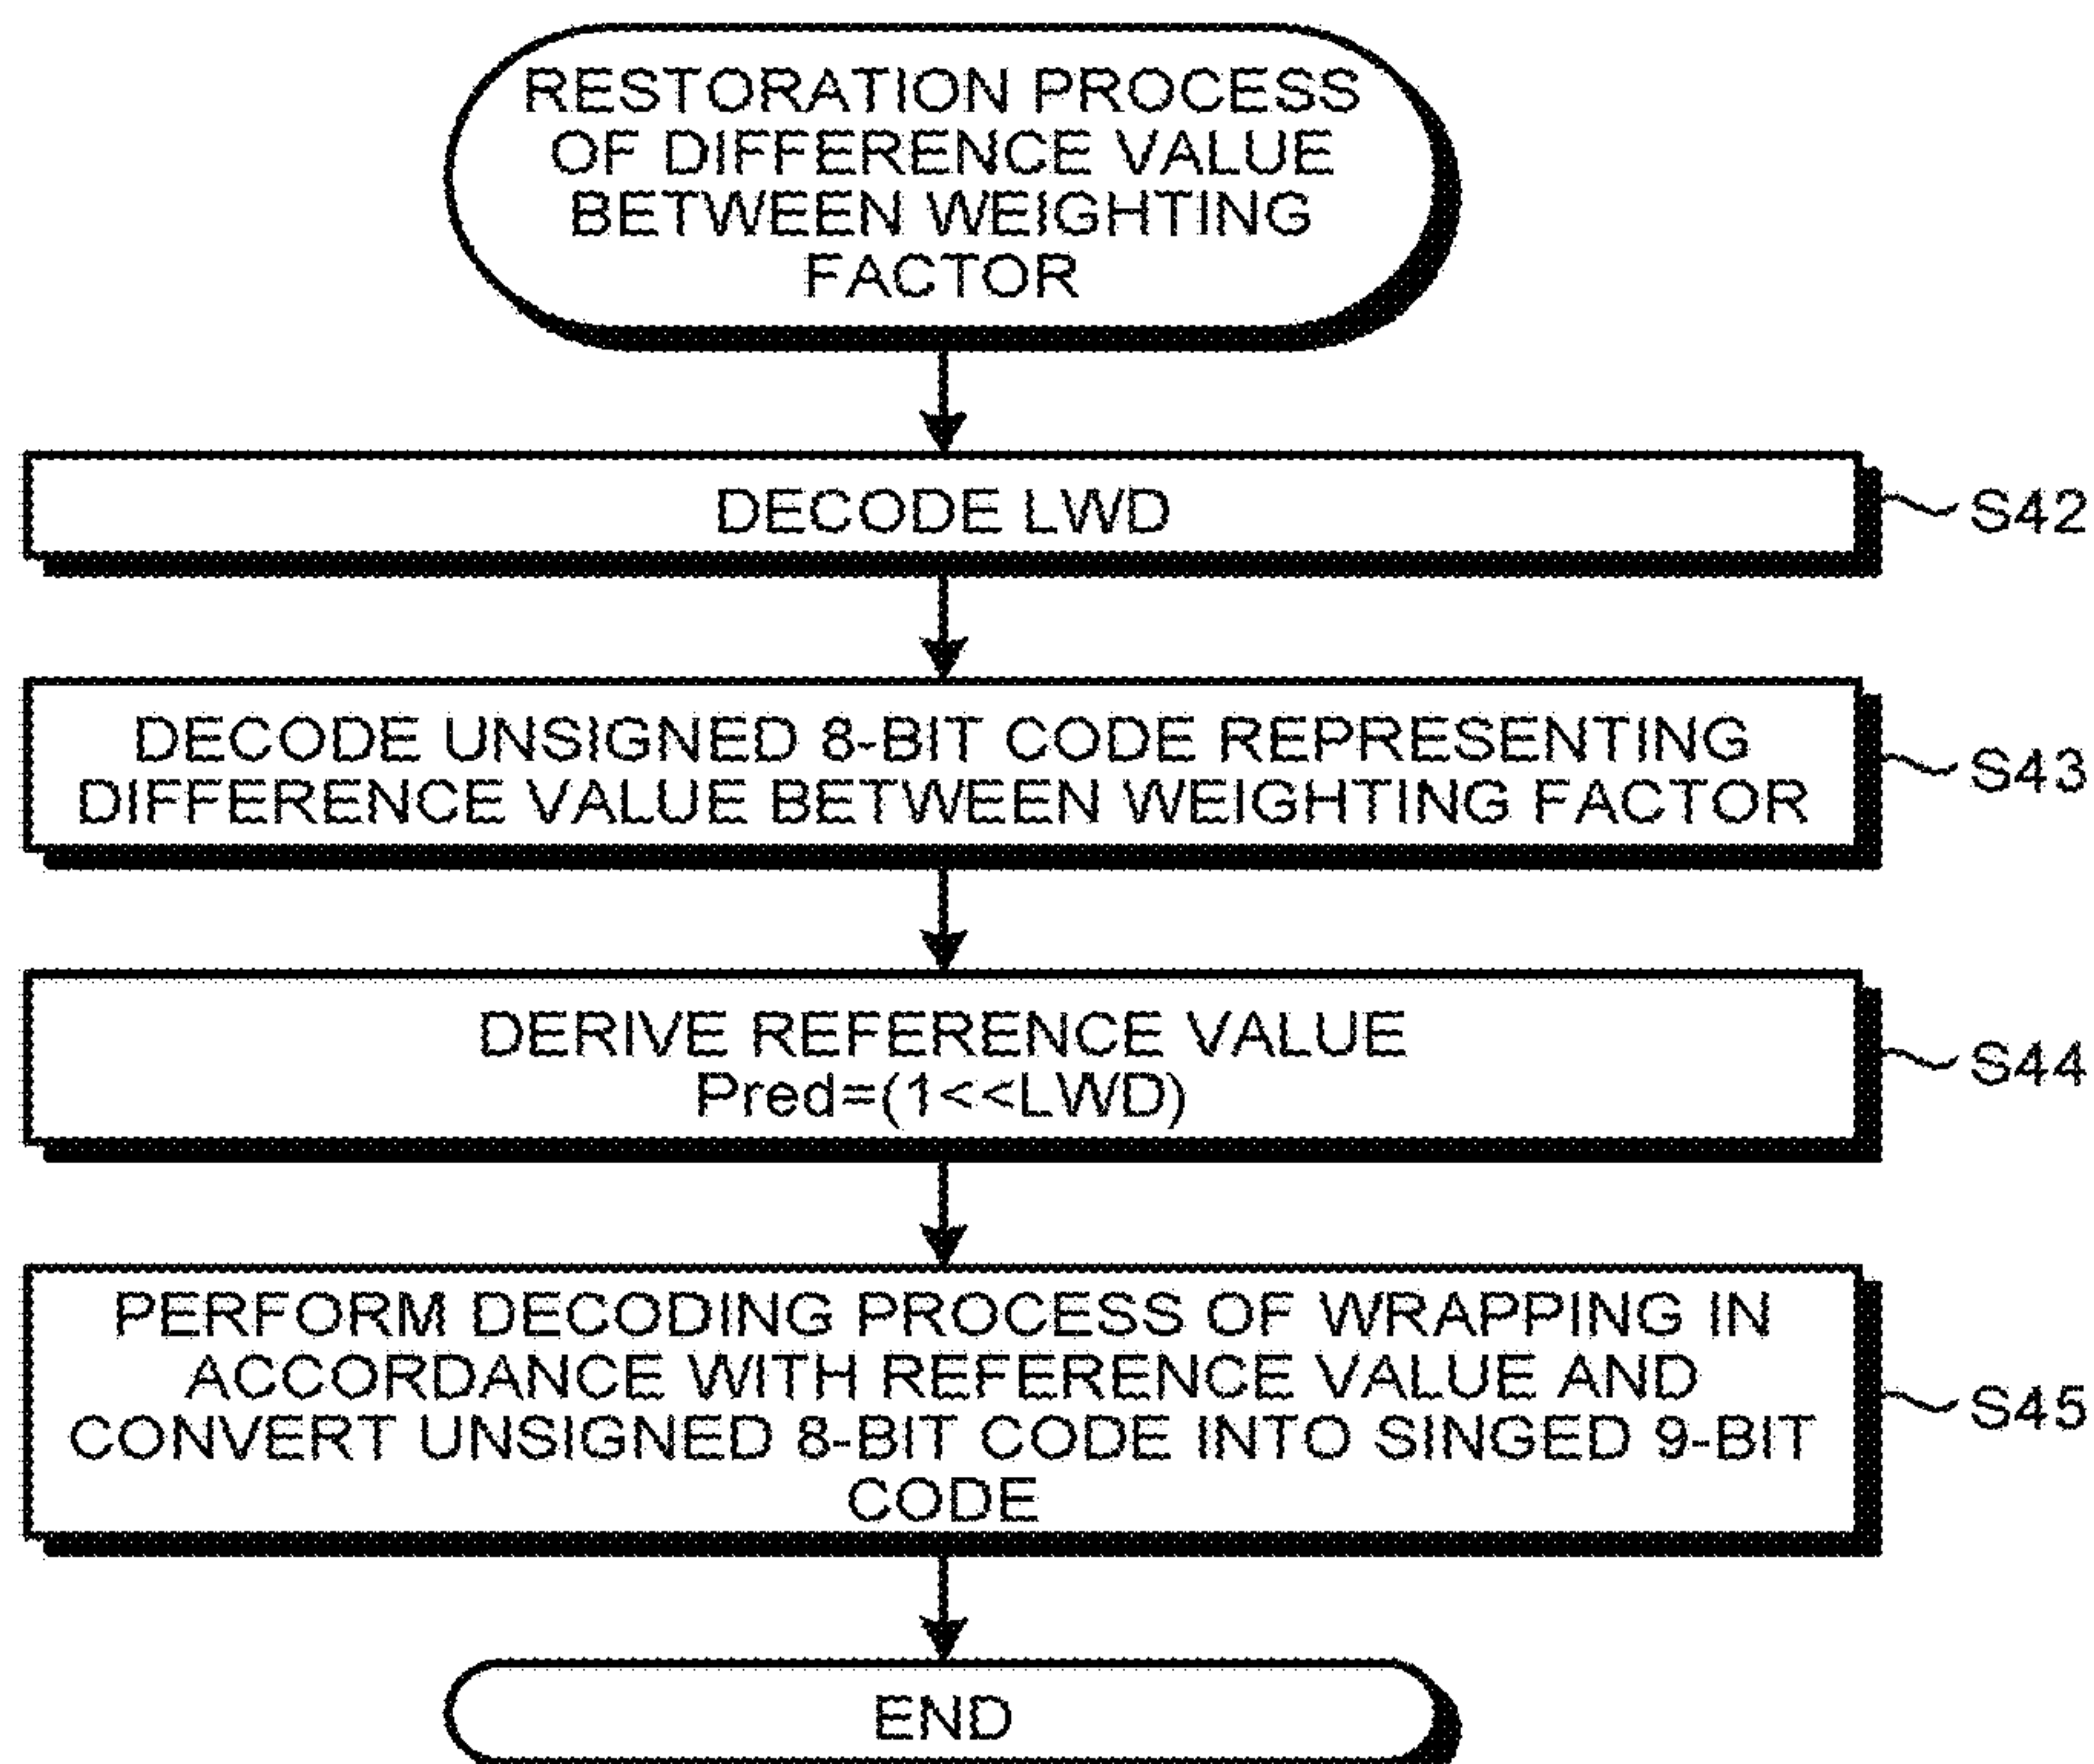 RESTORATION PROCESS
OF DIFFERENCE VALUE
BETWEEN WEIGHTING
FACTOR
DECODE LWD
S42
DECODE UNSIGNED 8-BIT CODE REPRESENTING
DIFFERENCE VALUE BETWEEN WEIGHTING FACTOR
S43
DERIVE REFERENCE VALUE
Pred=(1<<LWD)
S44
PERFORM DECODING PROCESS OF WRAPPING IN
ACCORDANCE WITH REFERENCE VALUE AND
CONVERT UNSIGNED 8-BIT CODE INTO SINGED 9-BIT
CODE
S45
END